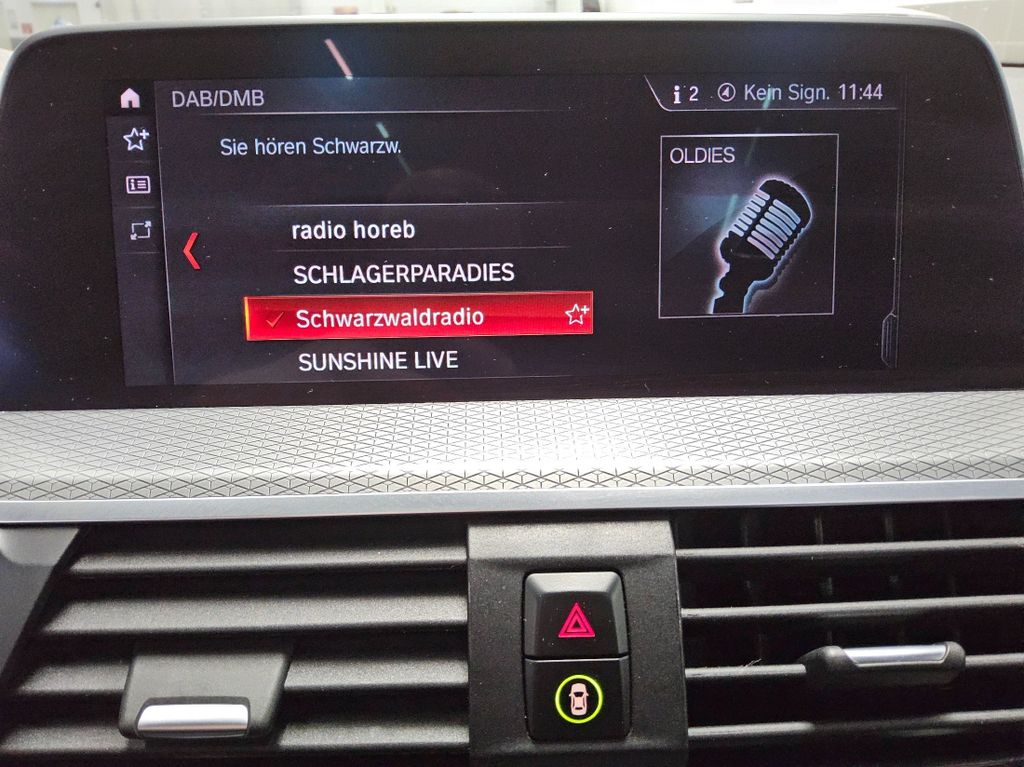 DAB/DMB
2 Kein Sign. 11:44
Sie hören Schwarzw.
OLDIES
radio horeb
SCHLAGERPARADIES
Schwarzwaldradio
SUNSHINE LIVE